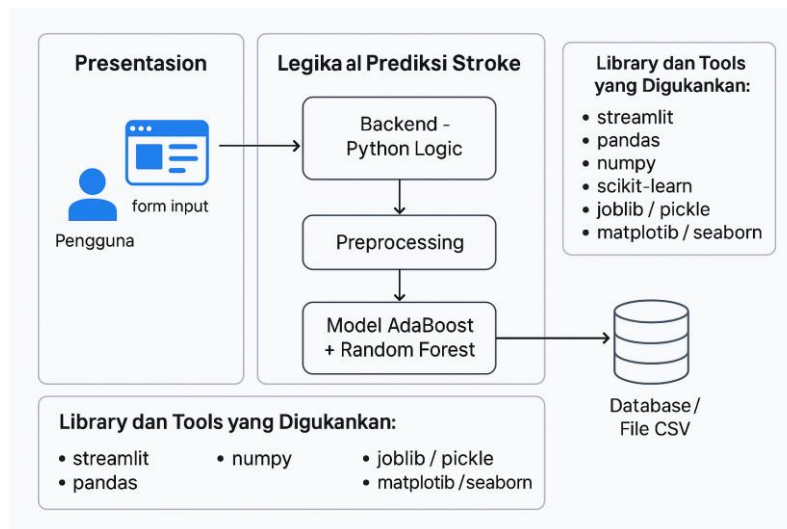 Presentasion
form input
Pengguna
Legika al Prediksi Stroke
Backend -
Python Logic
Preprocessing
Model AdaBoost
+ Random Forest
Library dan Tools
yang Digukankan:
• streamlit
• pandas
• numpy
• scikit-learn
• joblib / pickle
• matplotib / seaborn
Database /
File CSV
Library dan Tools yang Digukankan:
• streamlit
• pandas
• numpy
• joblib / pickle
• matplotib /seaborn